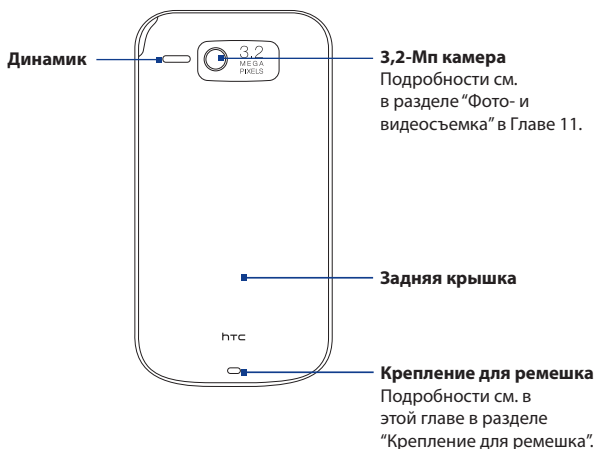 Динамик
3.2
MEGA
PIXELS
3,2-Мп камера
Подробности см.
в разделе “Фото- и
видеосъемка” в Главе 11.
Задняя крышка
hTC
Крепление для ремешка
Подробности см. в
этой главе в разделе
“Крепление для ремешка”.